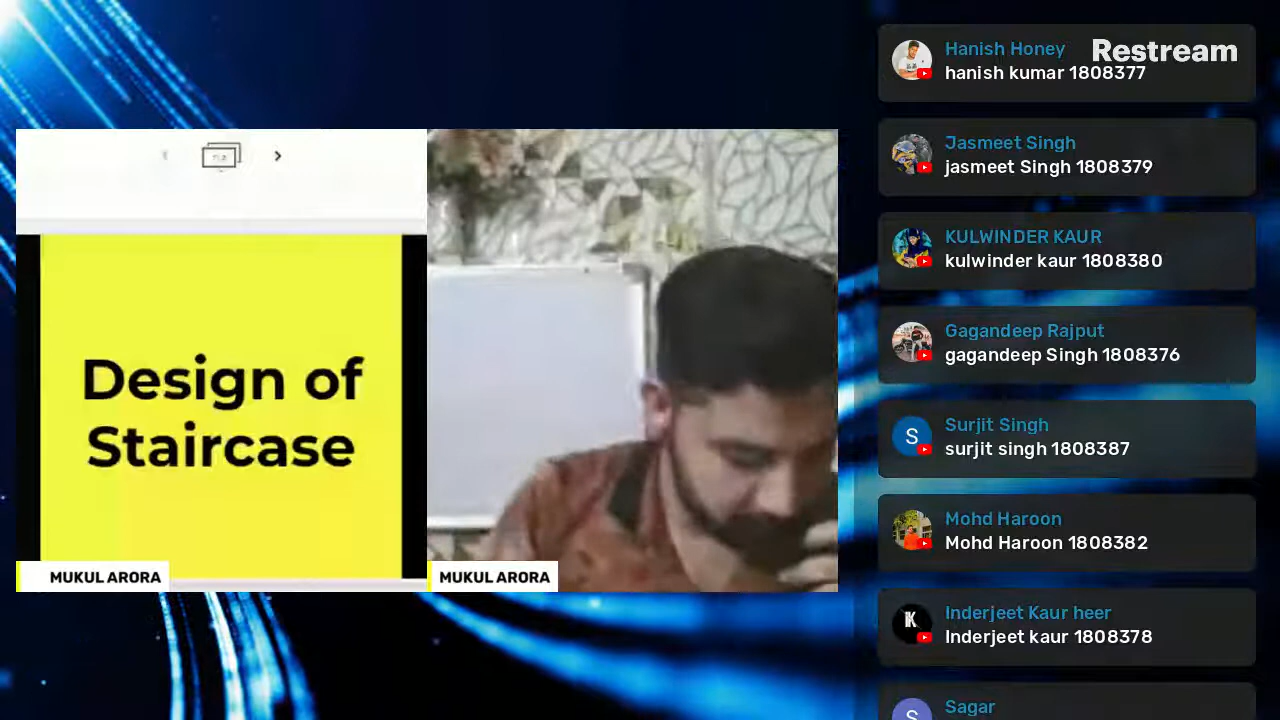 Design of
Staircase
MUKUL ARORA
MUKUL ARORA
Restream
Hanish Honey
hanish kumar 1808377
Jasmeet Singh
jasmeet Singh 1808379
KULWINDER KAUR
kulwinder kaur 1808380
Gagandeep Rajput
gagandeep Singh 1808376
S
Surjit Singh
surjit singh 1808387
Mohd Haroon
Mohd Haroon 1808382
IK
Inderjeet Kaur heer
Inderjeet kaur 1808378
S
Sagar